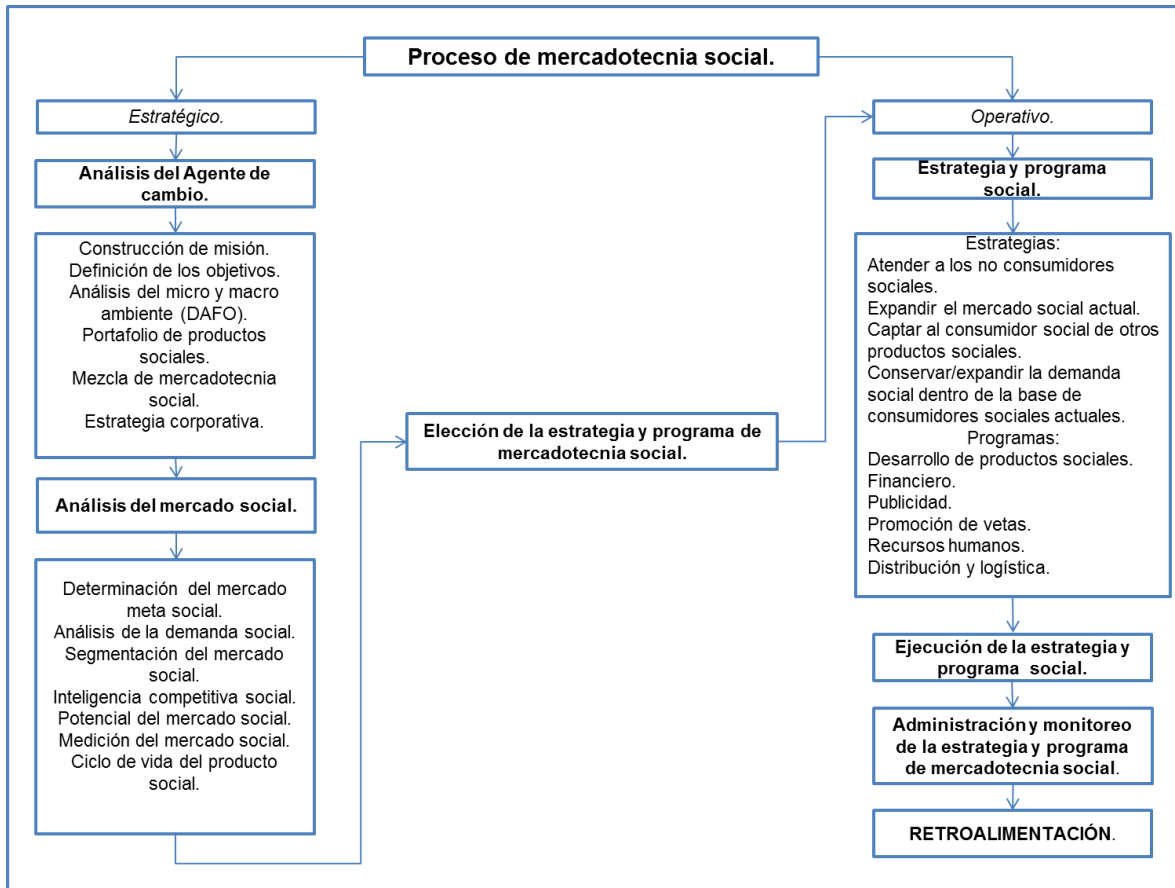 Proceso de mercadotecnia social.
Estratégico.
Análisis del Agente de
cambio.
Construcción de misión.
Definición de los objetivos.
Análisis del micro y macro
ambiente (DAFO).
Portafolio de productos
sociales.
Mezcla de mercadotecnia
social.
Estrategia corporativa.
Análisis del mercado social.
Determinación del mercado
meta social.
Análisis de la demanda social.
Segmentación del mercado
social.
Inteligencia competitiva social.
Potencial del mercado social.
Medición del mercado social.
Ciclo de vida del producto
social.
Elección de la estrategia y programa de
mercadotecnia social.
Operativo.
Estrategia y programa
social.
Estrategias:
Atender a los no consumidores
sociales.
Expandir el mercado social actual.
Captar al consumidor social de otros
productos sociales.
Conservar/expandir la demanda
social dentro de la base de
consumidores sociales actuales.
Programas:
Desarrollo de productos sociales.
Financiero.
Publicidad.
Promoción de vetas.
Recursos humanos.
Distribución y logística.
Ejecución de la estrategia y
programa social.
Administración y monitoreo
de la estrategia y programa
de mercadotecnia social.
RETROALIMENTACIÓN.